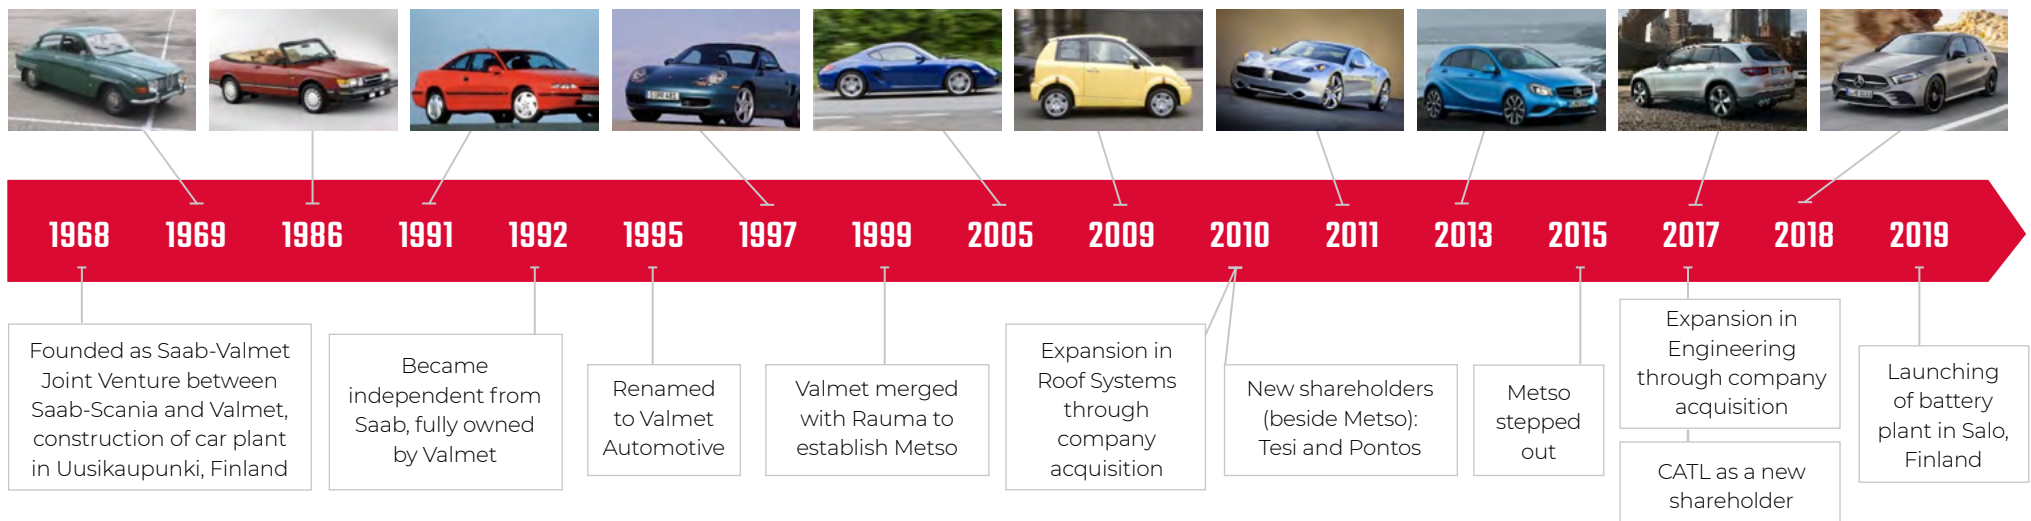 1968
1969
1986
1991
1992
1995
1997
1999
2005
2009
2010
2011
2013
2015
2017
2018
2019
Founded as Saab-Valmet
Joint Venture between
Saab-Scania and Valmet,
construction of car plant
in Uusikaupunki, Finland
Became
independent from
Saab, fully owned
by Valmet
Renamed
to Valmet
Automotive
Valmet merged
with Rauma to
establish Metso
Expansion in
Roof Systems
through
company
acquisition
New shareholders
(beside Metso):
Tesi and Pontos
Metso
stepped
out
Expansion in
Engineering
through company
acquisition
CATL as a new
shareholder
Launching
of battery
plant in Salo,
Finland